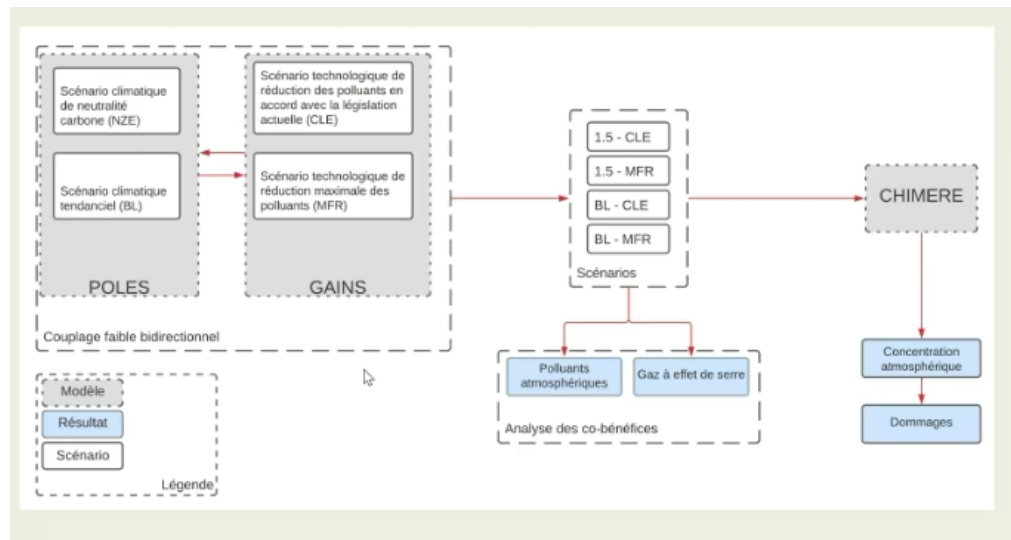 Scénario climatique
de neutralité
carbone (NZE)
Scénario climatique
tendanciel (BL)
POLES
Scénario technologique de
réduction des polluants en
accord avec la législation
actuelle (CLE)
Scénario technologique de
réduction maximale des
polluants (MFR)
GAINS
Couplage faible bidirectionnel
1.5 - CLE
1.5 - MFR
BL - CLE
BL - MFR
Scénarios
CHIMERE
Polluants
atmosphériques
Gaz à effet de serre
Analyse des co-bénéfices
Concentration
atmosphérique
Dommages
Modèle
Résultat
Scénario
Légende